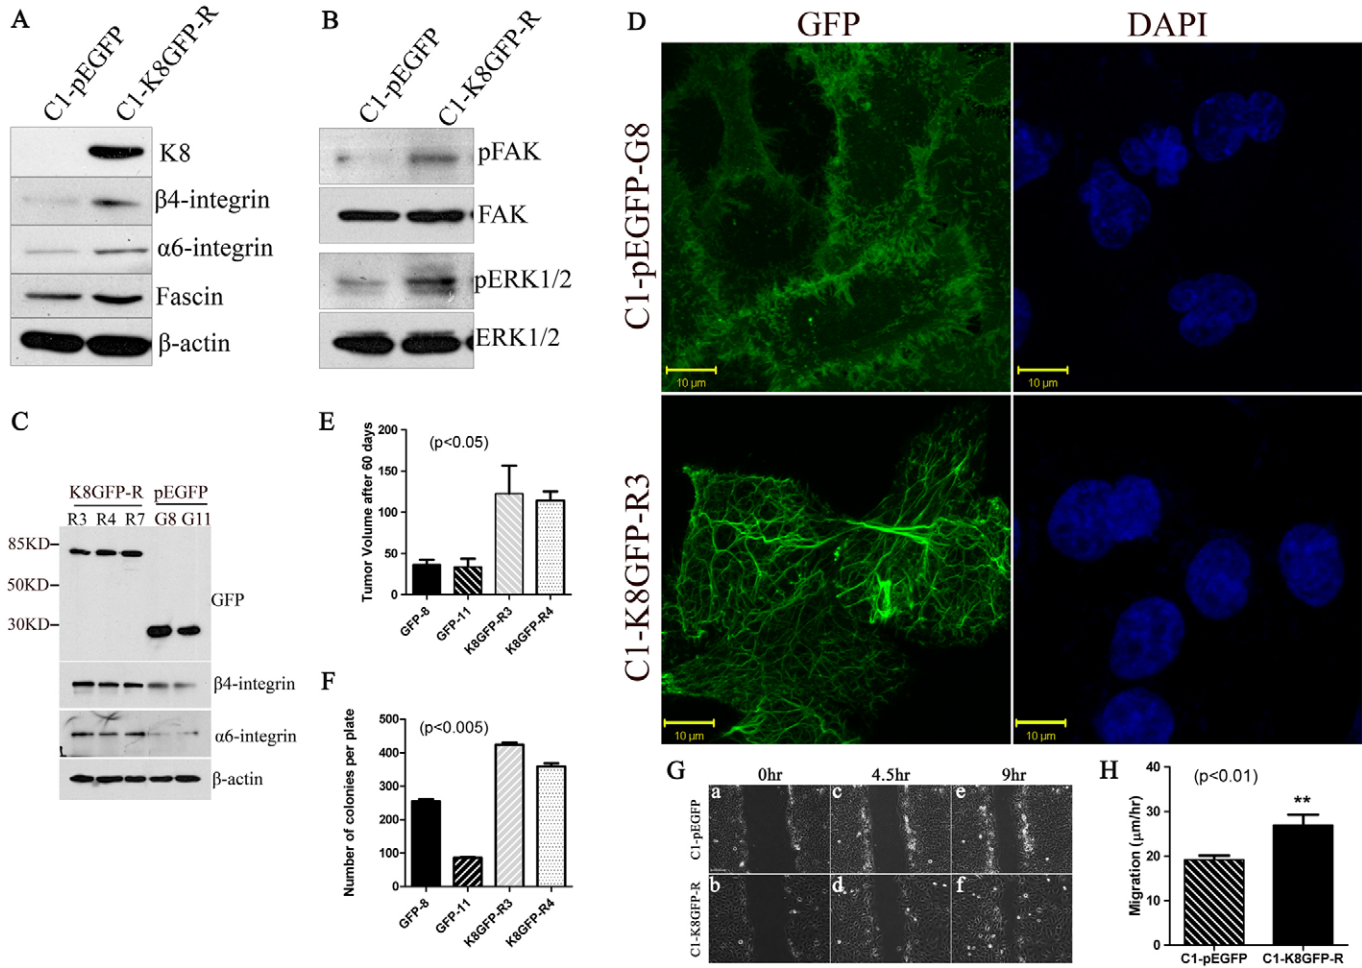 A
C1-pEGFP
C1-K8GFP-R
K8
β4-integrin
α6-integrin
Fascin
β-actin
B
C1-pEGFP
C1-K8GFP-R
pFAK
FAK
pERK1/2
ERK1/2
C
K8GFP-R pEGFP
R3 R4 R7 G8 G11
85KD
50KD
30KD
GFP
β4-integrin
α6-integrin
β-actin
D
GFP
DAPI
C1-pEGFP-G8
10 μm
10 μm
C1-K8GFP-R3
10 μm
10 μm
E
Tumor Volume after 60 days
(p<0.05)
200
150
100
50
0
GFP-8
GFP-11
K8GFP-R3
K8GFP-R4
F
Number of colonies per plate
(p<0.005)
500
400
300
200
100
0
GFP-8
GFP-11
K8GFP-R3
K8GFP-R4
G
0hr
4.5hr
9hr
C1-pEGFP
a
c
e
C1-K8GFP-R
b
d
f
H
Migration (μm/hr)
(p<0.01)
**
40
30
20
10
0
C1-pEGFP
C1-K8GFP-R